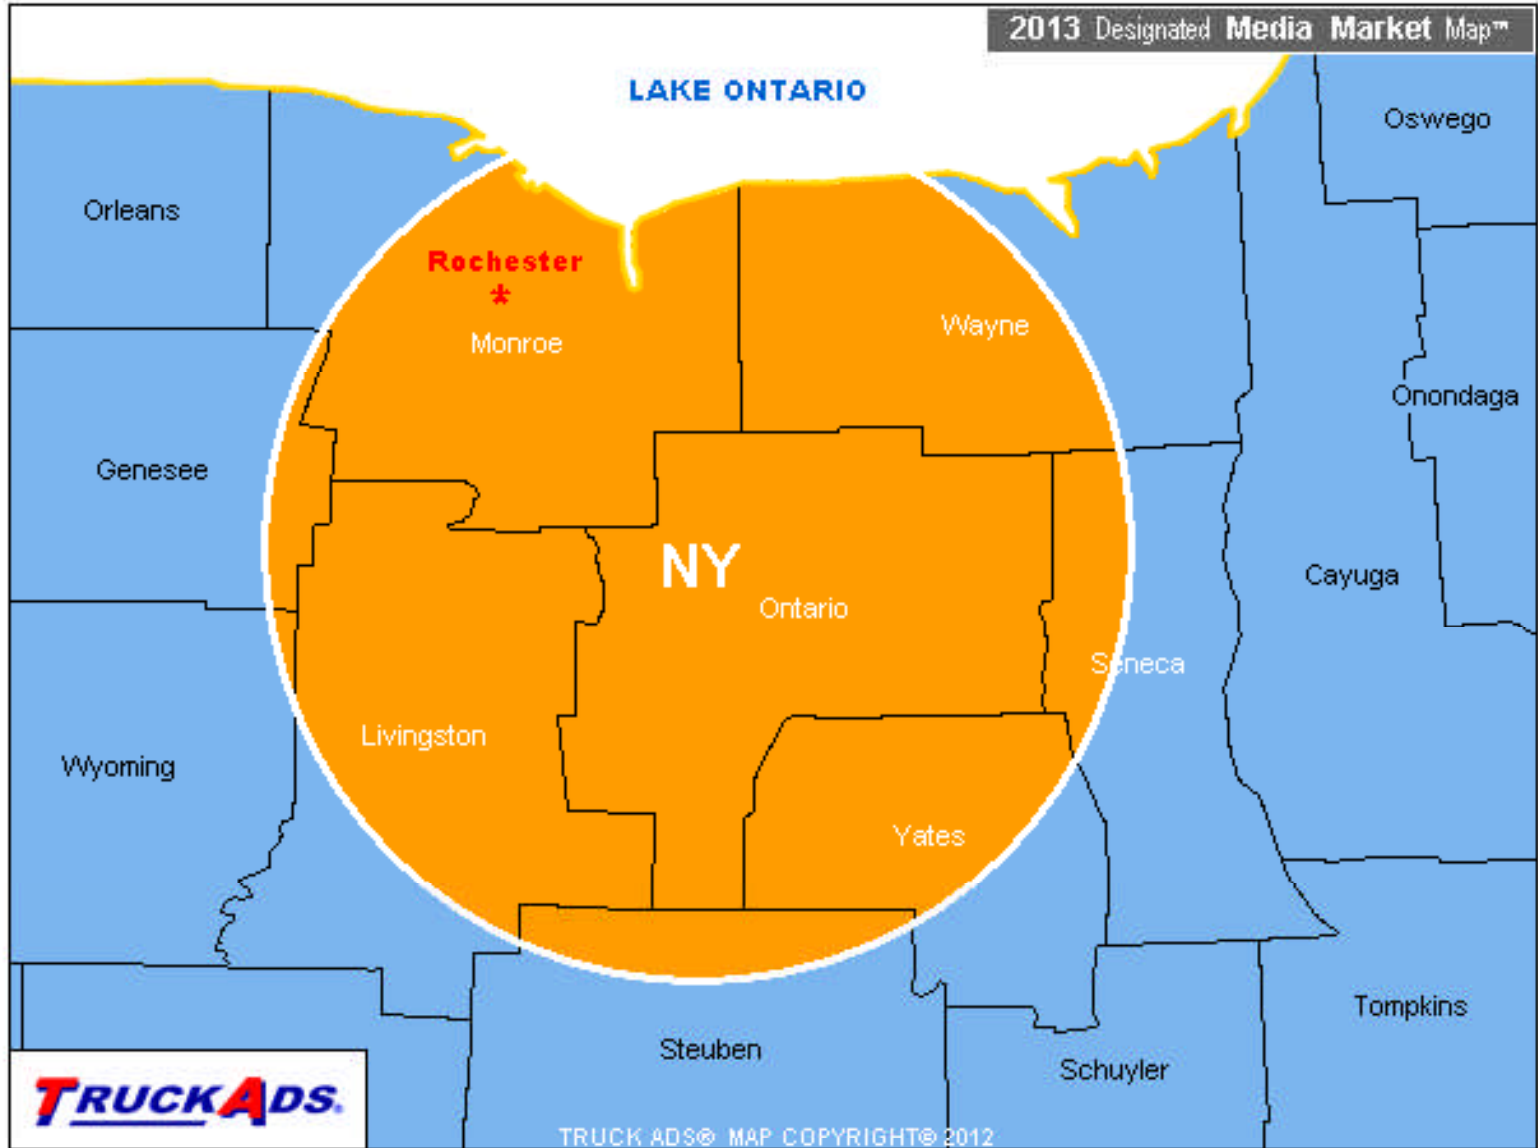 2013 Designated Media Market Map™
LAKE ONTARIO
Oswego
Orleans
Rochester
*
Monroe
Wayne
Onondaga
Genesee
NY
Cayuga
Ontario
Seneca
Livingston
Wyoming
Yates
Tompkins
Steuben
Schuyler
TRUCKADS®
TRUCK ADS® MAP COPYRIGHT© 2012